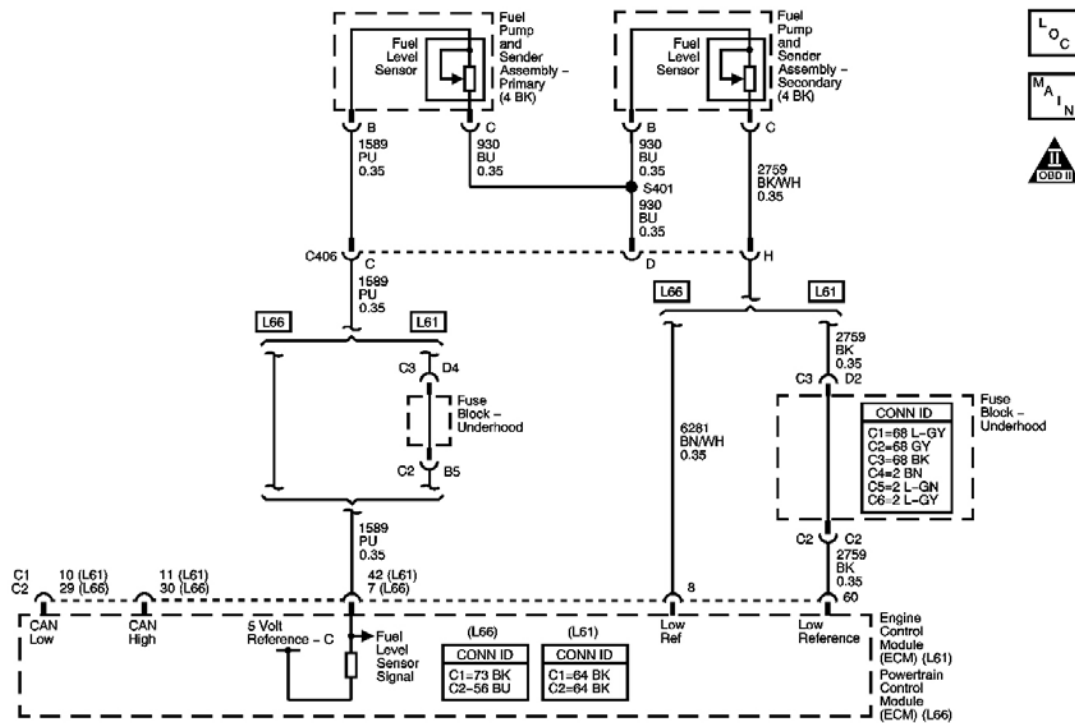 Fuel
Pump
and
Sender
Assembly –
Primary
(4 BK)
Fuel
Level
Sensor
Fuel
Pump
and
Sender
Assembly –
Secondary
(4 BK)
Fuel
Level
Sensor
L
O
C
M
A
I
N
II
OBD II
B
C
B
C
1589
PU
0.35
930
BU
0.35
930
BU
0.35
2759
BK/WH
0.35
S401
930
BU
0.35
C406
C
D
H
1589
PU
0.35
L66
L61
L66
L61
2759
BK
0.35
C3
D4
Fuse
Block –
Underhood
C2
B5
C3
D2
Fuse
Block –
Underhood
CONN ID
C1=68 L-GY
C2=68 GY
C3=68 BK
C4=2 BN
C5=2 L-GN
C6=2 L-GY
6281
BN/WH
0.35
C2
C2
2759
BK
0.35
1589
PU
0.35
C1
C2
10 (L61)
29 (L66)
11 (L61)
30 (L66)
42 (L61)
7 (L66)
8
60
CAN
Low
CAN
High
5 Volt
Reference – C
Fuel
Level
Sensor
Signal
(L66)
CONN ID
C1=73 BK
C2=56 BU
(L61)
CONN ID
C1=64 BK
C2=64 BK
Low
Ref
Low
Reference
Engine
Control
Module
(ECM) (L61)
Powertrain
Control
Module
(ECM) (L66)